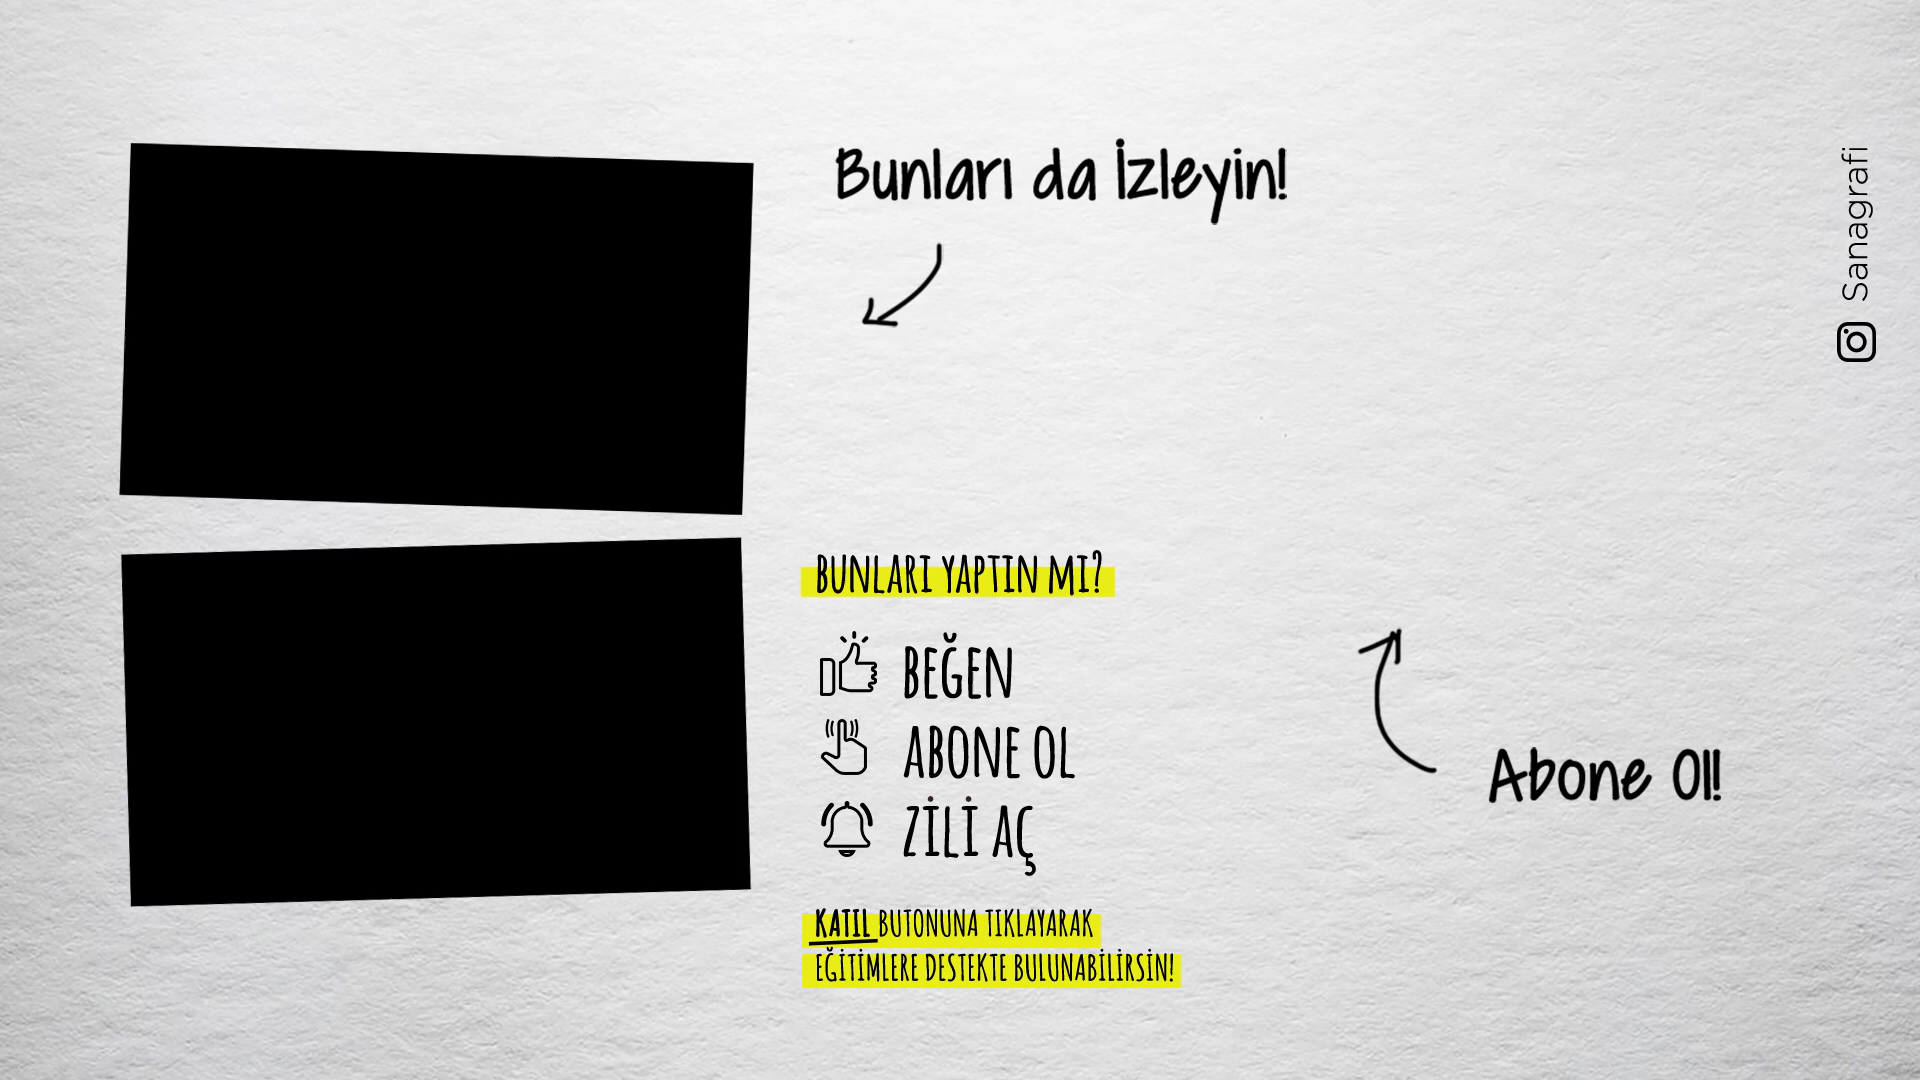 Bunları da İzleyin!
Sanagrafi
BUNLARI YAPTIN MI?
BEĞEN
ABONE OL
ZİLİ AÇ
Abone Ol!
KATIL BUTONUNA TIKLAYARAK
EĞİTİMLERE DESTEKTE BULUNABİLİRSİN!